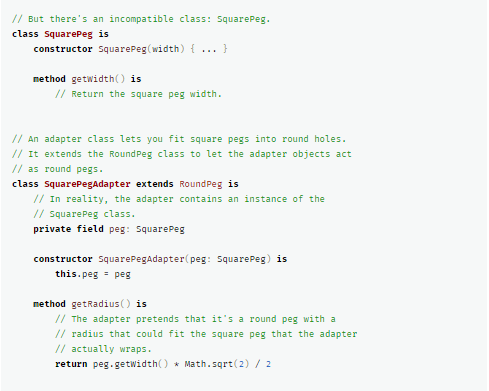 // But there's an incompatible class: SquarePeg.
class SquarePeg is
    constructor SquarePeg(width) { ... }

    method getWidth() is
        // Return the square peg width.


// An adapter class lets you fit square pegs into round holes.
// It extends the RoundPeg class to let the adapter objects act
// as round pegs.
class SquarePegAdapter extends RoundPeg is
    // In reality, the adapter contains an instance of the
    // SquarePeg class.
    private field peg: SquarePeg

    constructor SquarePegAdapter(peg: SquarePeg) is
        this.peg = peg

    method getRadius() is
        // The adapter pretends that it's a round peg with a
        // radius that could fit the square peg that the adapter
        // actually wraps.
        return peg.getWidth() * Math.sqrt(2) / 2